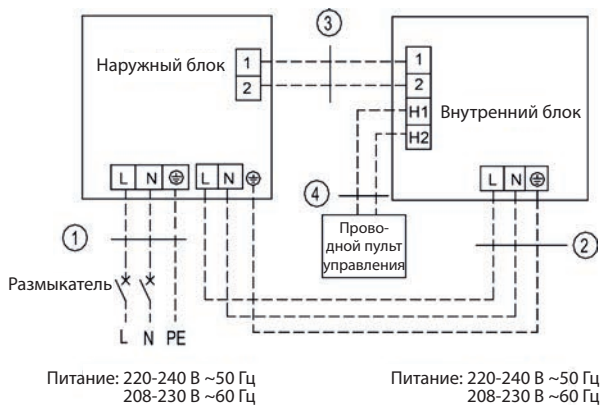 3
Наружный блок
1
2
1
2
H1
H2
Внутренний блок
L N
L N
4
L N
1
Прово-
дной пульт
управления
2
Размыкатель
L N PE
Питание: 220-240 В ~50 Гц
208-230 В ~60 Гц
Питание: 220-240 В ~50 Гц
208-230 В ~60 Гц